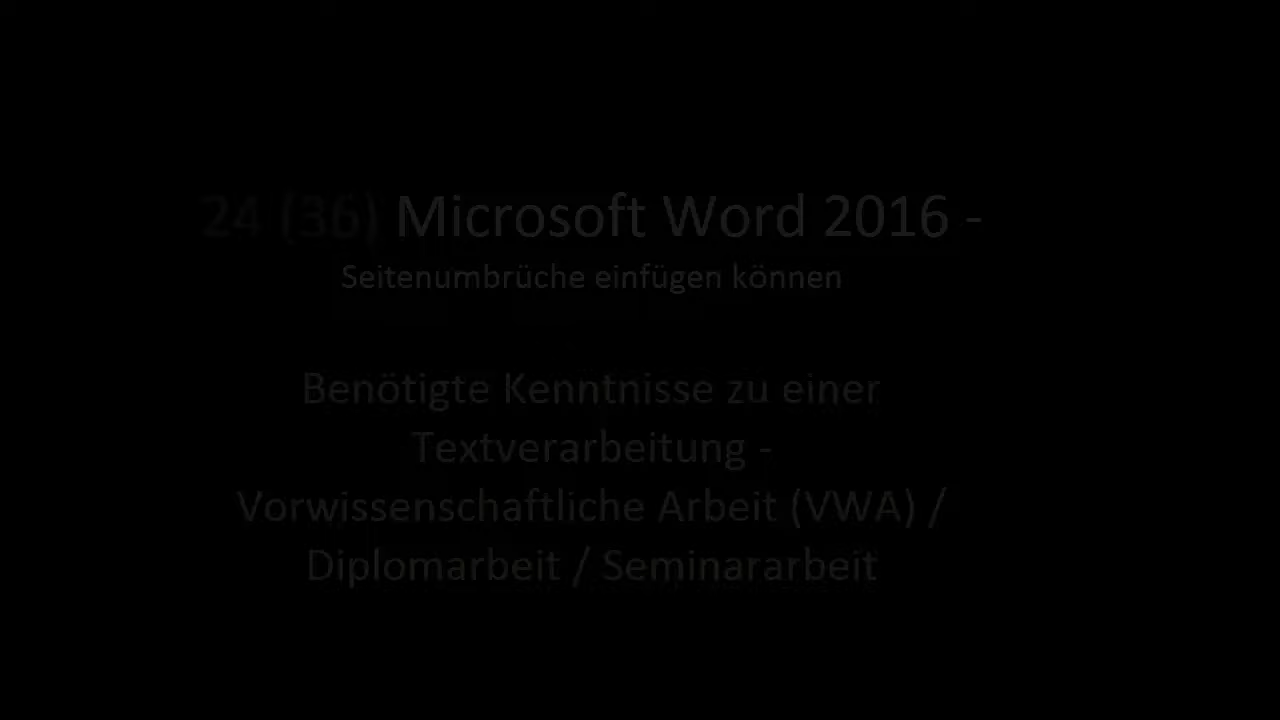 24 (36) Microsoft Word 2016 -
Seitenumbrüche einfügen können
Benötigte Kenntnisse zu einer
Textverarbeitung -
Vorwissenschaftliche Arbeit (VWA) /
Diplomarbeit / Seminararbeit